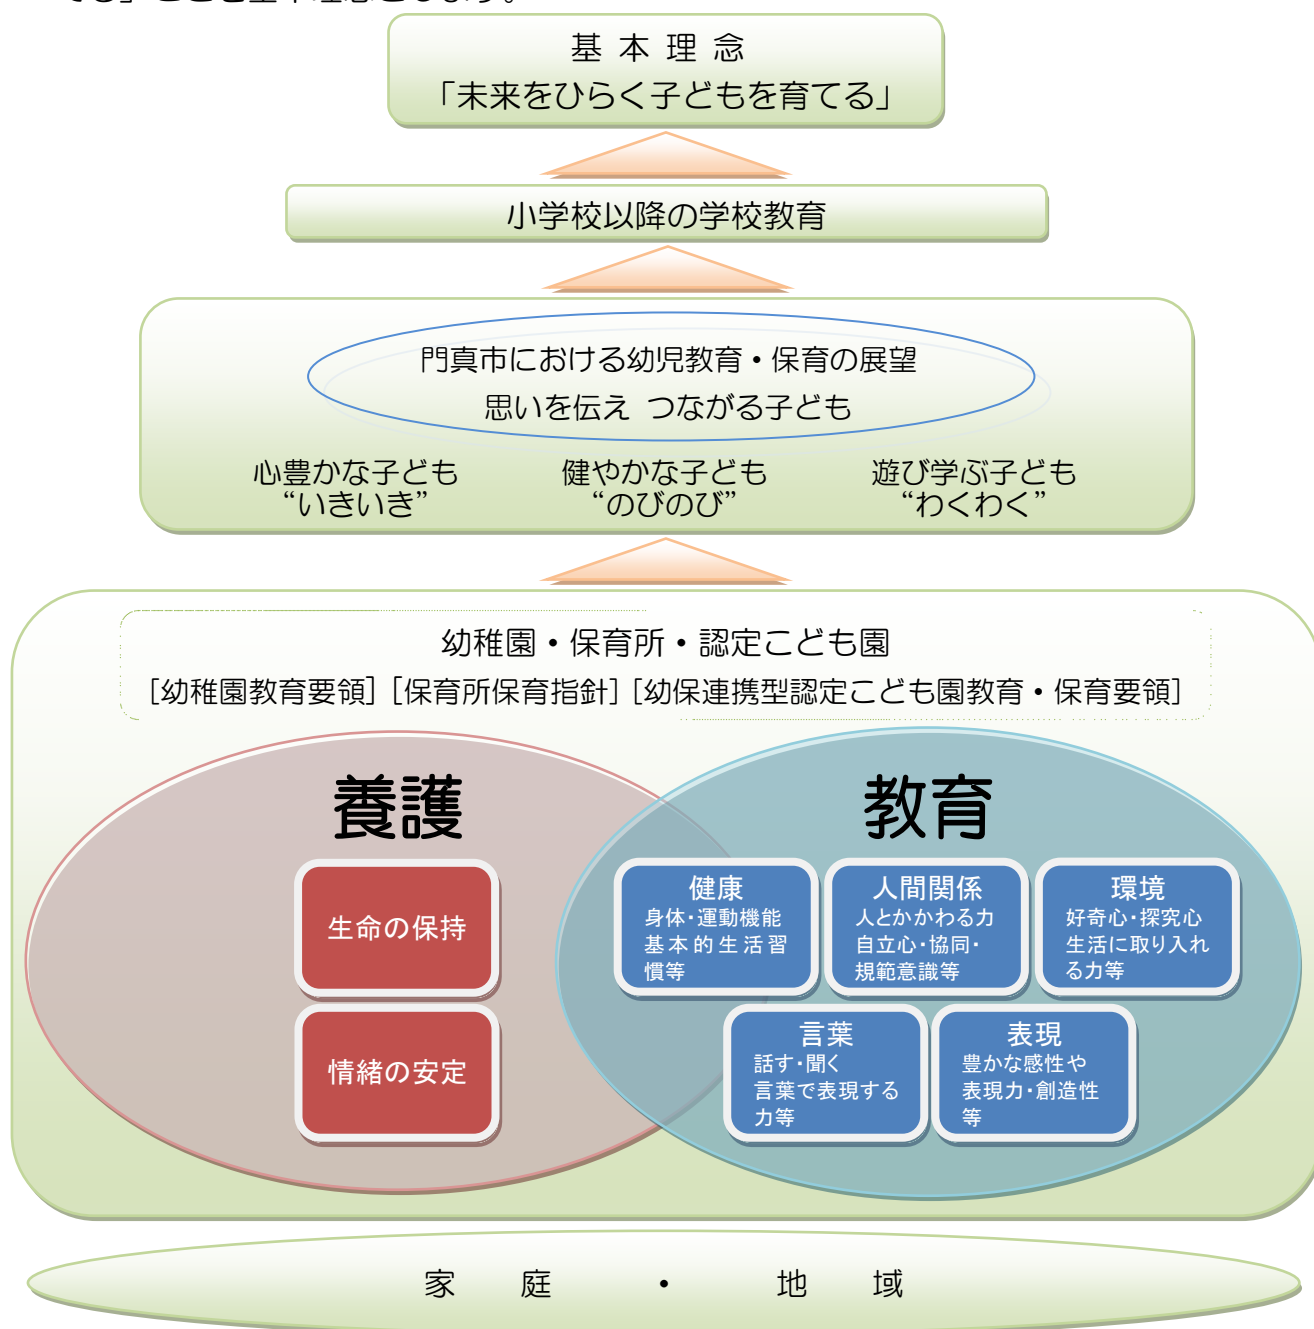 基本理念
「未来をひらく子どもを育てる」
小学校以降の学校教育
門真市における幼児教育・保育の展望
思いを伝え つながる子ども
心豊かな子ども
“いきいき”
健やかな子ども
“のびのび”
遊び学ぶ子ども
“わくわく”
幼稚園・保育所・認定こども園
[幼稚園教育要領] [保育所保育指針] [幼保連携型認定こども園教育・保育要領]
養護
生命の保持
情緒の安定
教育
健康
身体・運動機能
基本的生活習
慣等
人間関係
人とかかわる力
自立心・協同・
規範意識等
環境
好奇心・探究心
生活に取り入れ
る力等
言葉
話す・聞く
言葉で表現する
力等
表現
豊かな感性や
表現力・創造性
等
家庭・地域